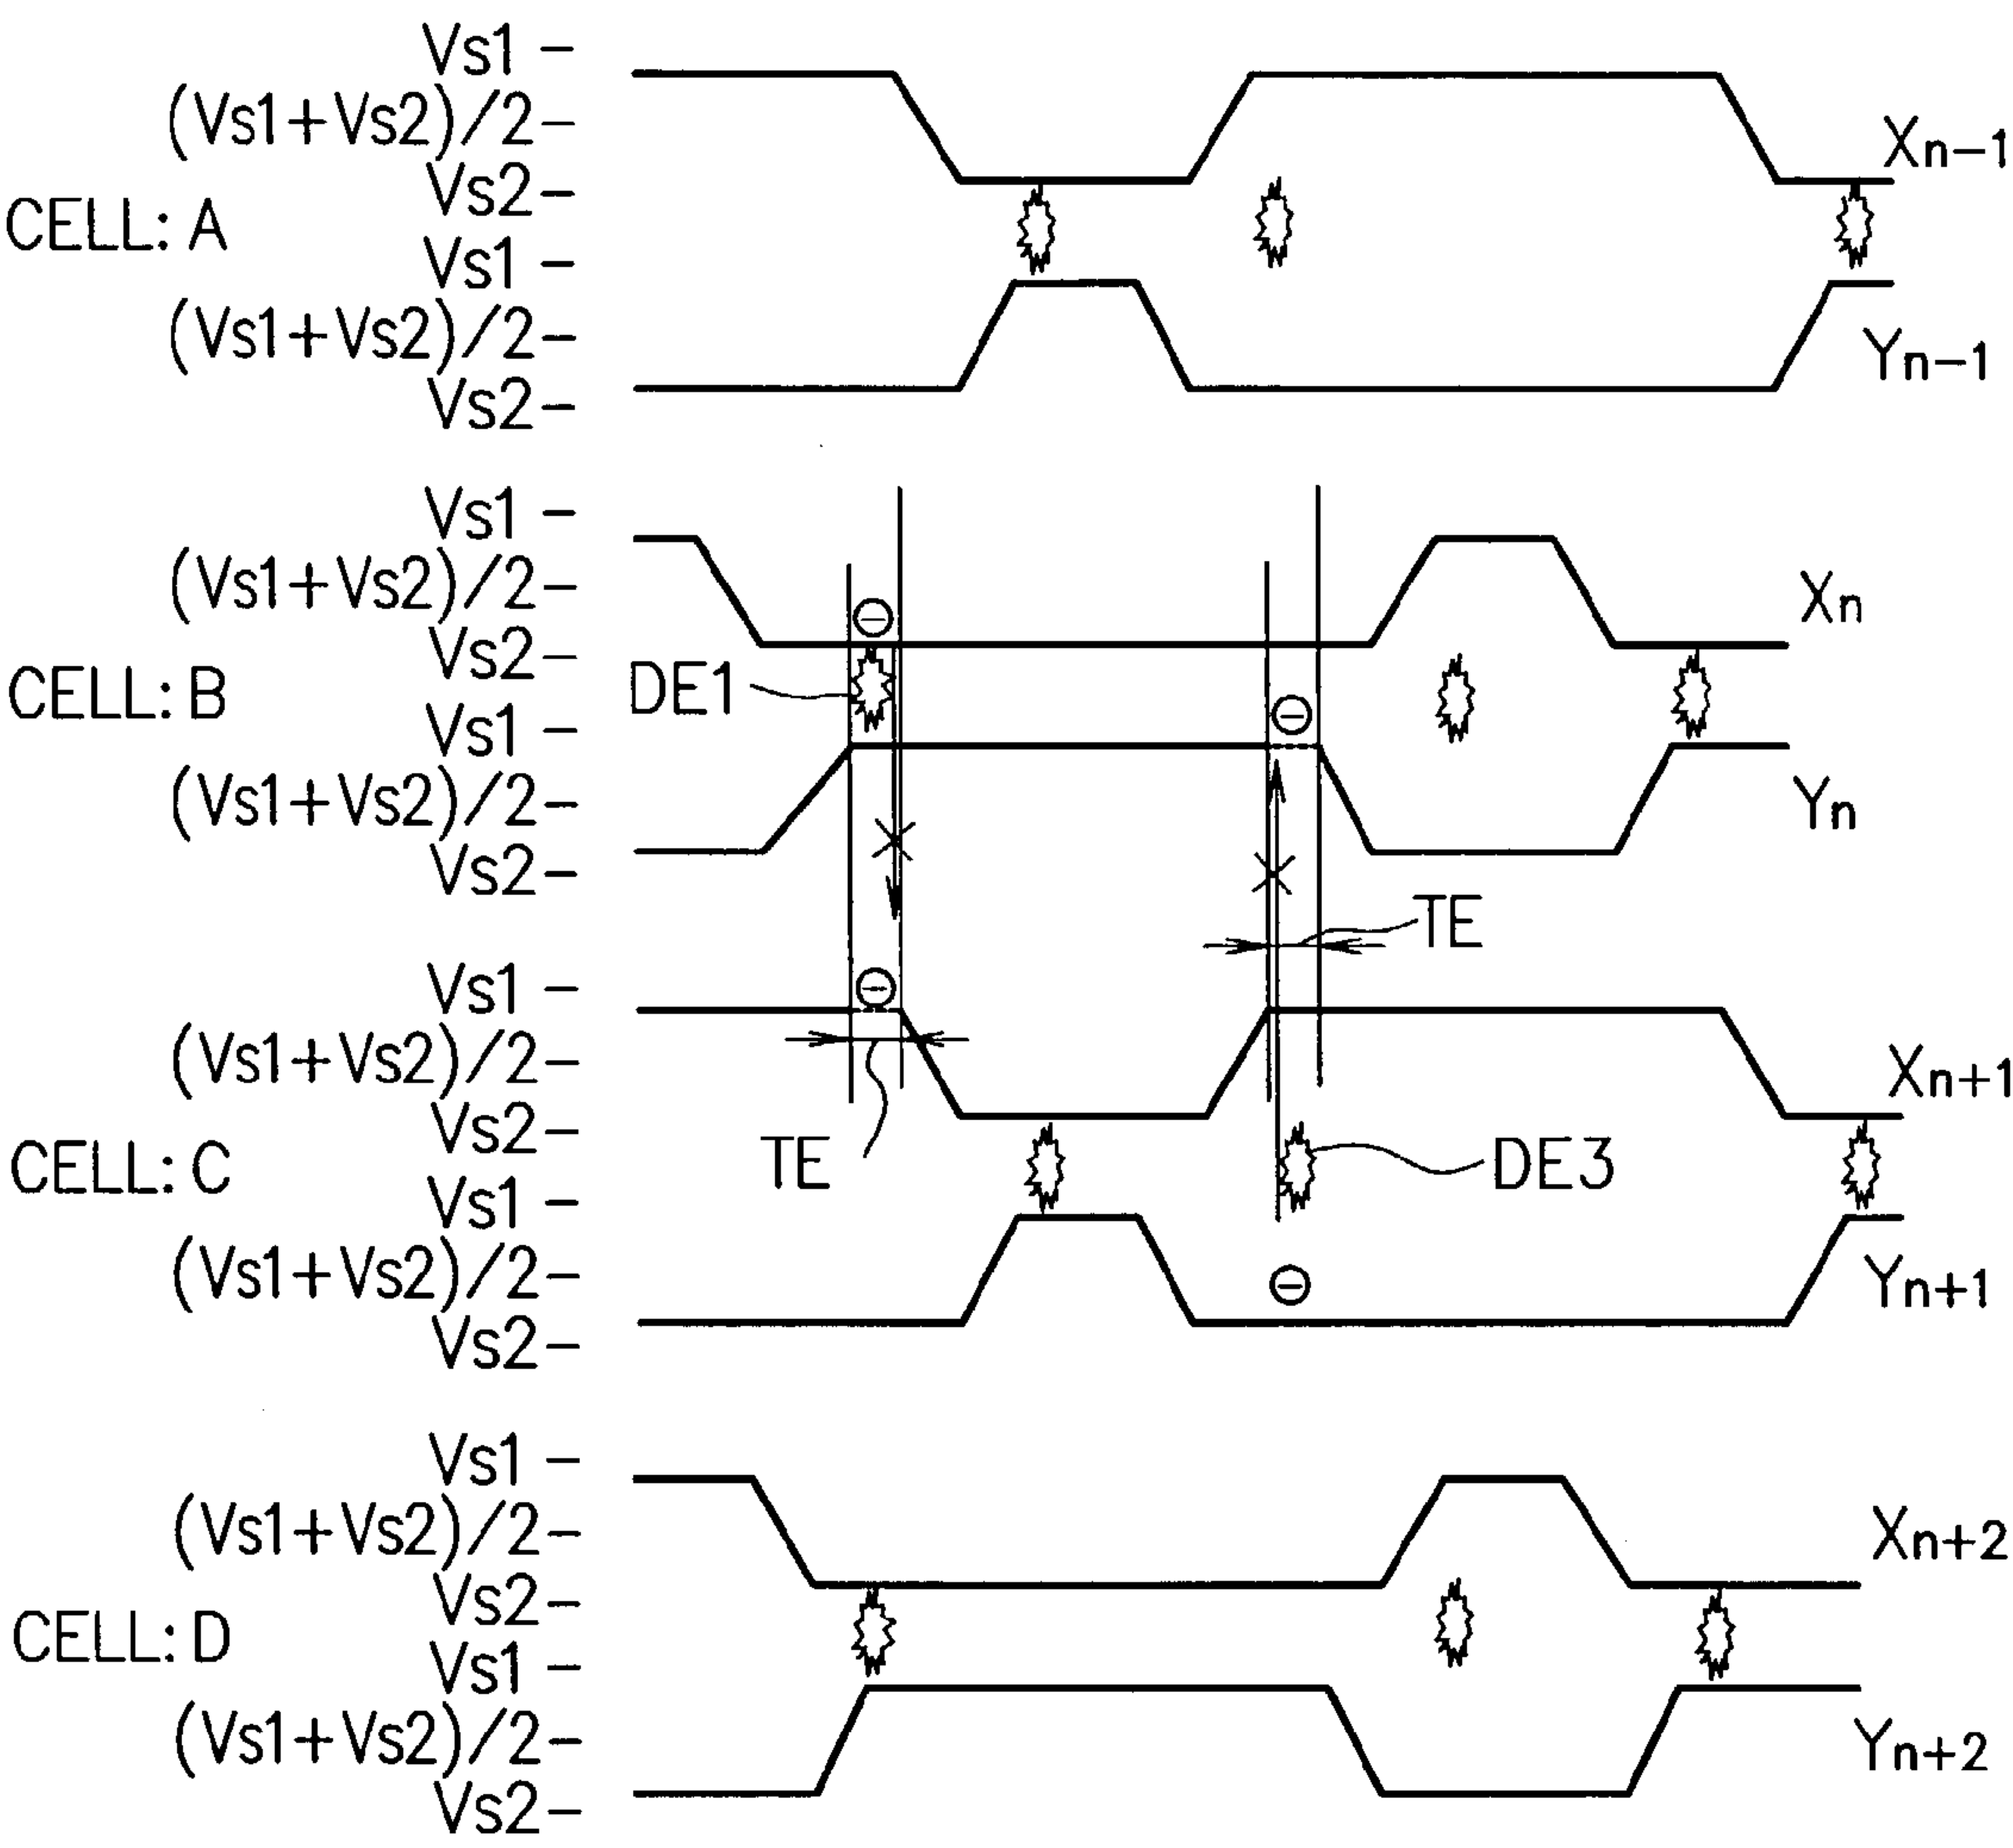 Vs1
(Vs1+Vs2)/2
Vs2
Xn-1
CELL: A
Vs1
(Vs1+Vs2)/2
Yn-1
Vs2
Vs1
(Vs1+Vs2)/2
⊖
Xn
Vs2
CELL: B
DE1
Vs1
⊖
(Vs1+Vs2)/2
Yn
Vs2
TE
Vs1
⊖
(Vs1+Vs2)/2
Xn+1
Vs2
CELL: C
TE
DE3
Vs1
(Vs1+Vs2)/2
⊖
Yn+1
Vs2
Vs1
(Vs1+Vs2)/2
Xn+2
Vs2
CELL: D
Vs1
(Vs1+Vs2)/2
Yn+2
Vs2